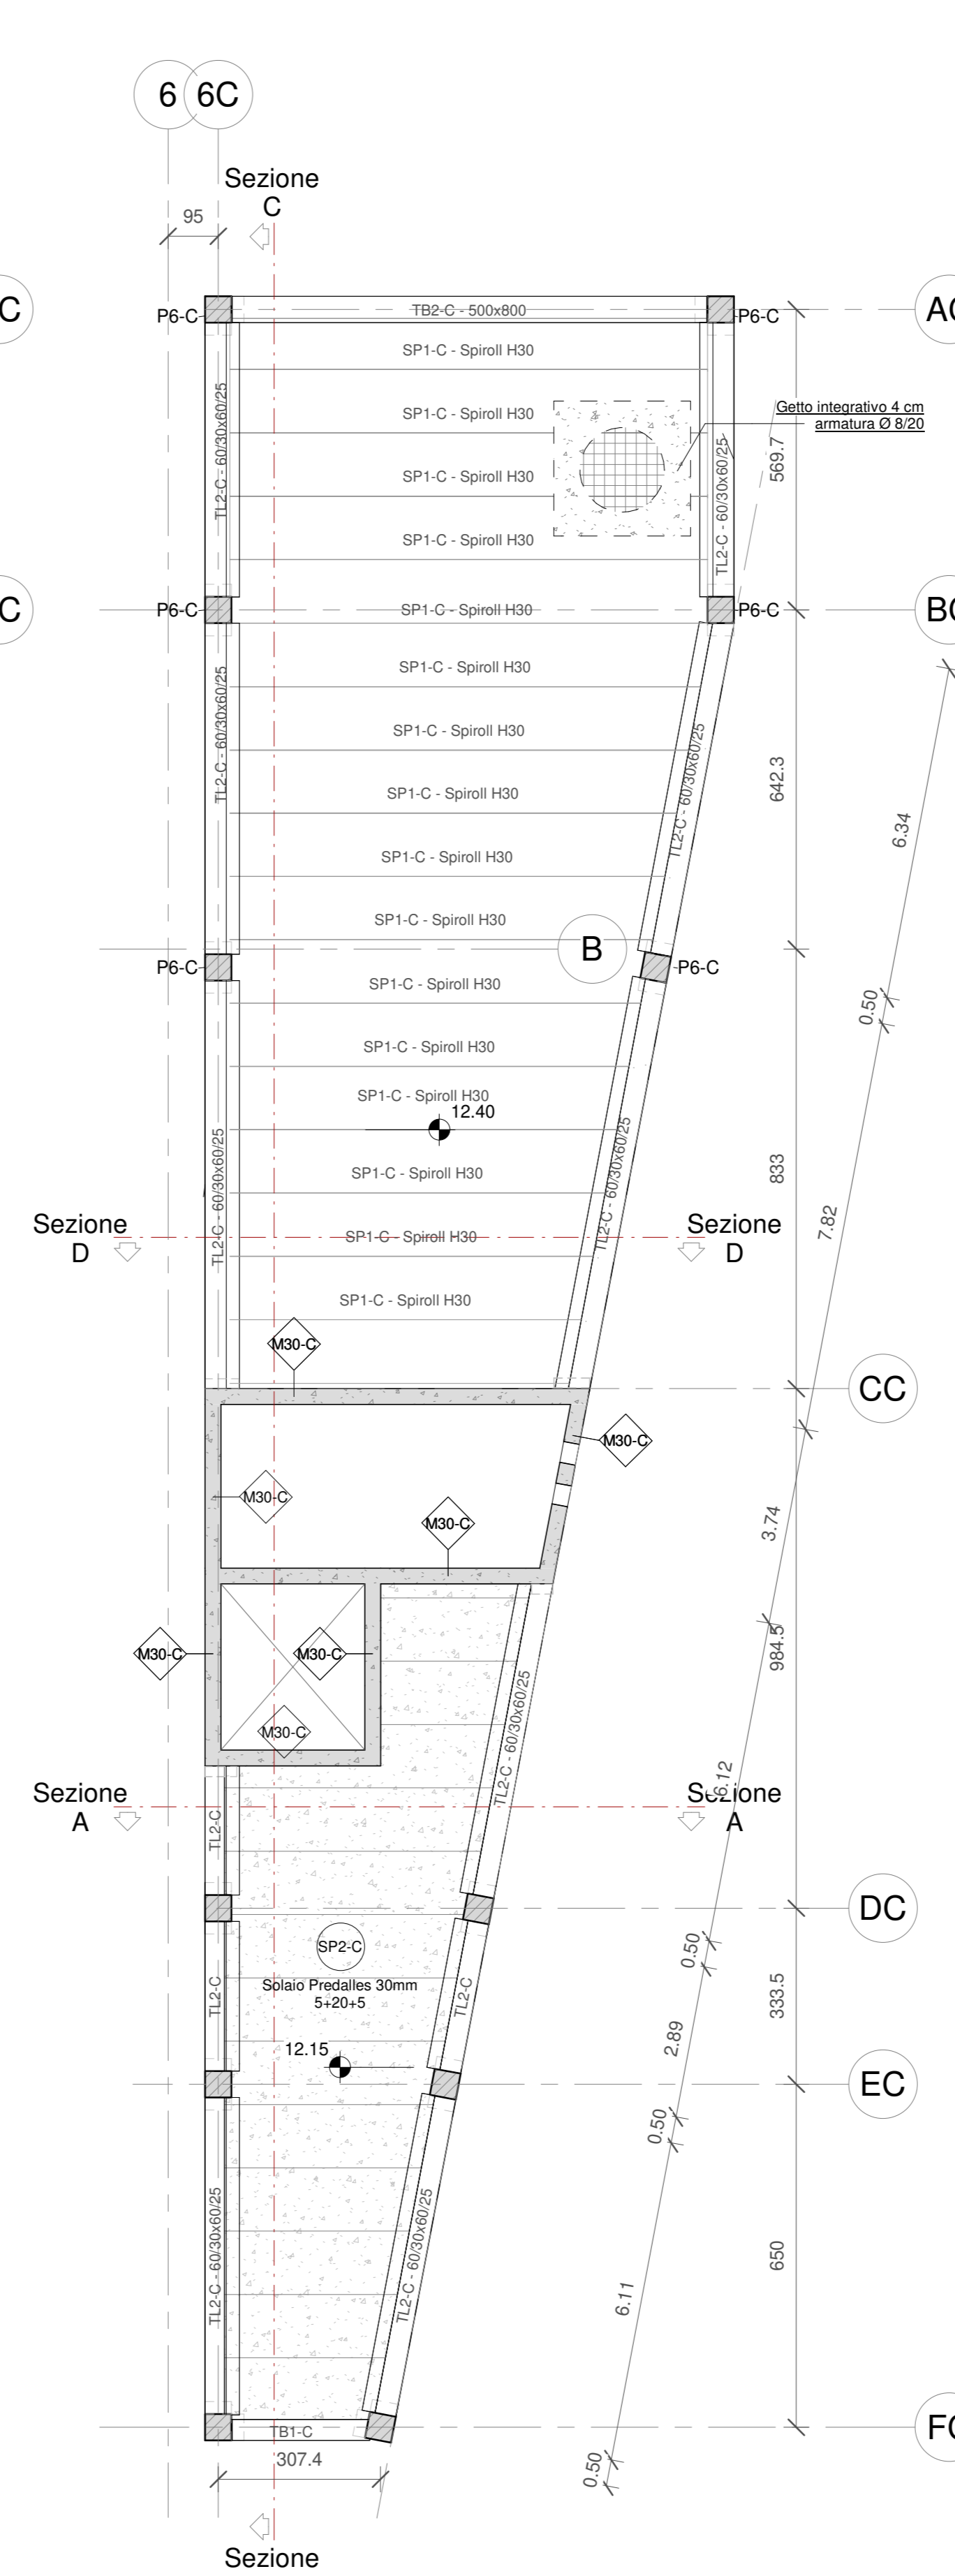 6
6C
Sezione
C
95
C
P6-C
TB2-C - 500x800
P6-C
SP1-C - Spiroll H30
TL2-C - 60/30x60/25
SP1-C - Spiroll H30
Getto integrativo 4 cm
armatura Ø 8/20
569.7
SP1-C - Spiroll H30
TL2-C - 60/30x60/25
SP1-C - Spiroll H30
C
P6-C
SP1-C - Spiroll H30
P6-C
SP1-C - Spiroll H30
TL2-C - 60/30x60/25
SP1-C - Spiroll H30
TL2-C - 60/30x60/25
642.3
SP1-C - Spiroll H30
6.34
SP1-C - Spiroll H30
SP1-C - Spiroll H30
B
P6-C
P6-C
SP1-C - Spiroll H30
0.50
SP1-C - Spiroll H30
SP1-C - Spiroll H30
12.40
TL2-C - 60/30x60/25
TL2-C - 60/30x60/25
833
SP1-C - Spiroll H30
7.82
Sezione
D
SP1-C - Spiroll H30
Sezione
D
SP1-C - Spiroll H30
M30-C
CC
M30-C
M30-C
M30-C
3.74
M30-C
M30-C
984.5
M30-C
TL2-C - 60/30x60/25
6.12
Sezione
A
Sezione
A
TL2-C
DC
SP2-C
0.50
Solaio Predalles 30mm
5+20+5
TL2-C
TL2-C
333.5
12.15
2.89
EC
0.50
TL2-C - 60/30x60/25
TL2-C - 60/30x60/25
650
6.11
TB1-C
307.4
0.50
Sezione